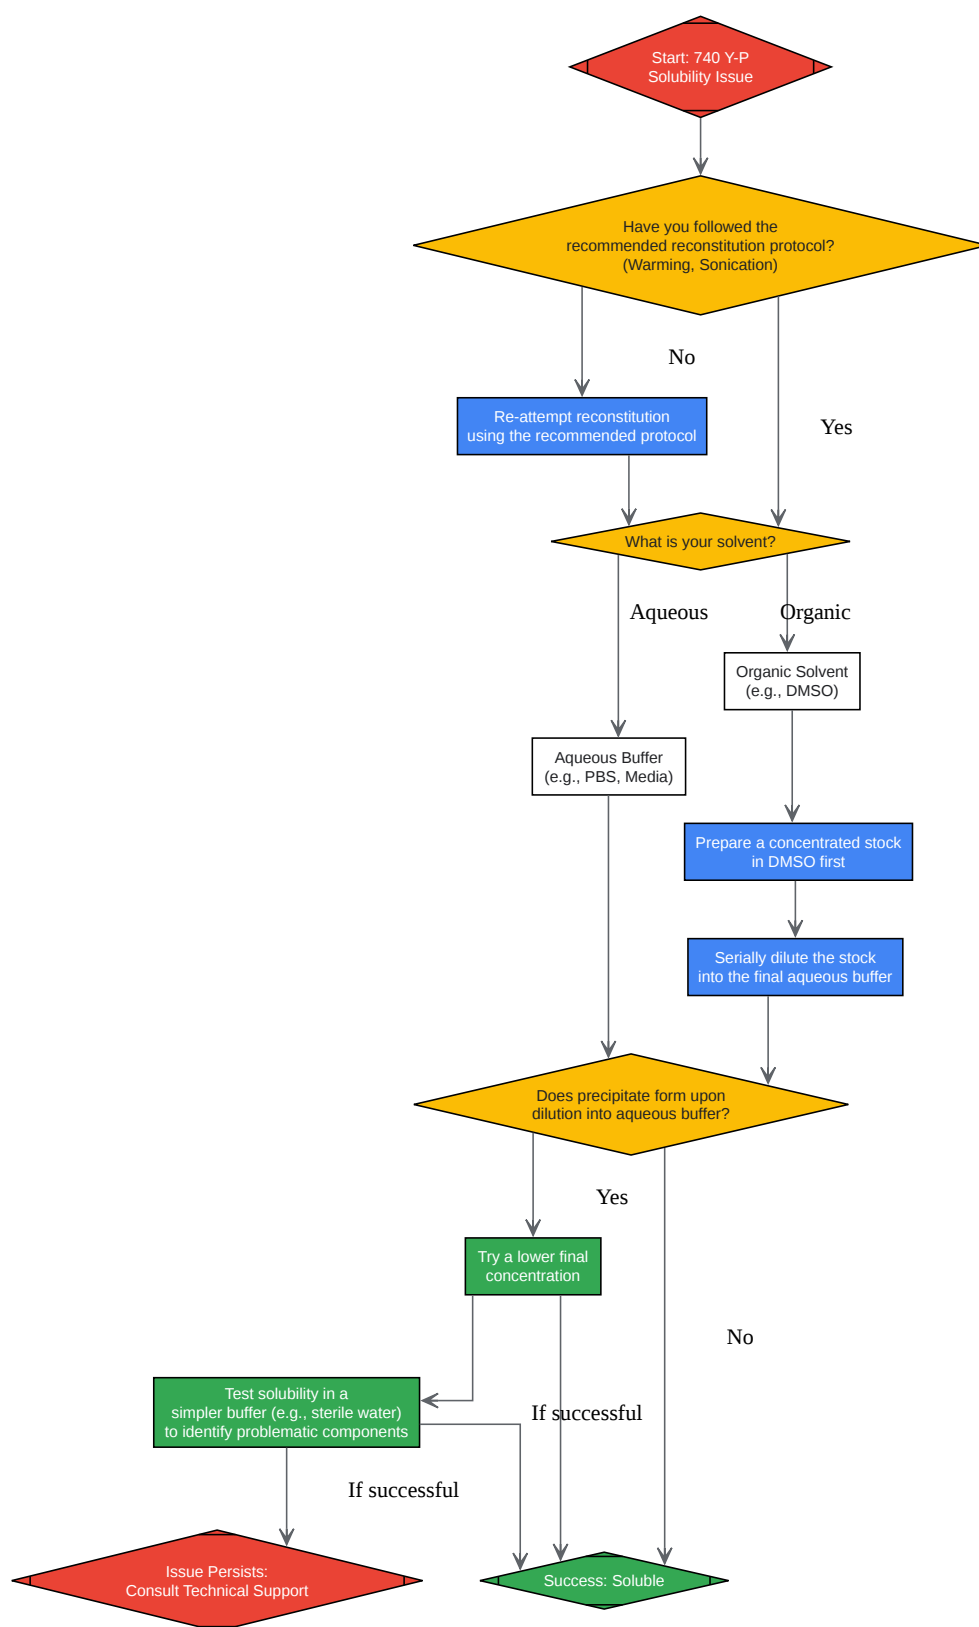 Start: 740 Y-P
Solubility Issue
Have you followed the
recommended reconstitution protocol?
(Warming, Sonication)
No
Re-attempt reconstitution
using the recommended protocol
Yes
What is your solvent?
Aqueous
Organic
Organic Solvent
(e.g., DMSO)
Aqueous Buffer
(e.g., PBS, Media)
Prepare a concentrated stock
in DMSO first
Serially dilute the stock
into the final aqueous buffer
Does precipitate form upon
dilution into aqueous buffer?
Yes
Try a lower final
concentration
No
Test solubility in a
simpler buffer (e.g., sterile water)
to identify problematic components
If successful
If successful
Issue Persists:
Consult Technical Support
Success: Soluble